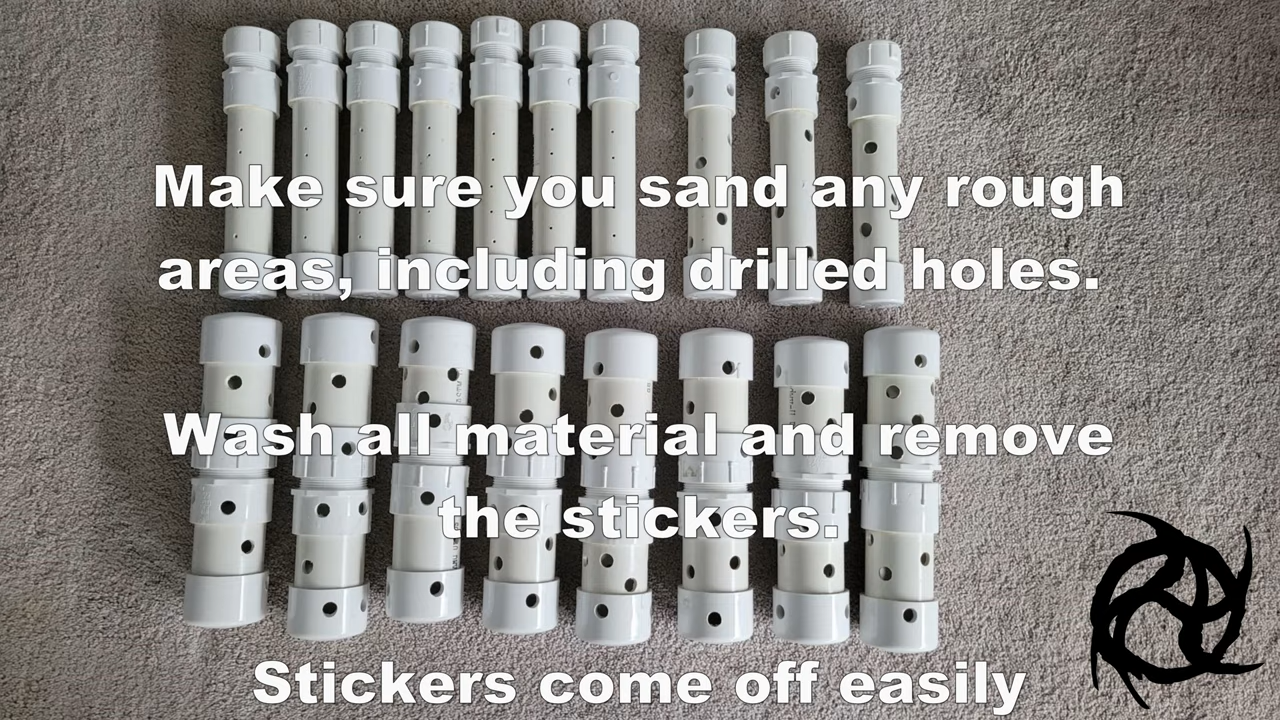 Make sure you sand any rough
areas, including drilled holes.
Wash all material and remove
the stickers.
Stickers come off easily